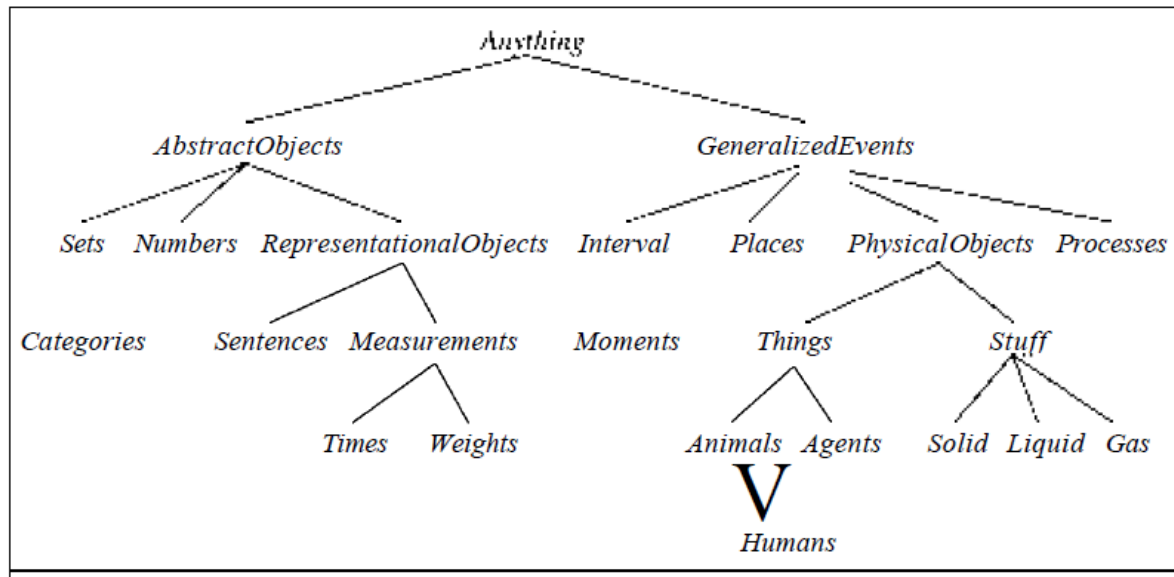 Anything
AbstractObjects GeneralizedEvents
Sets Numbers RepresentationalObjects Interval Places PhysicalObjects Processes
Categories Sentences Measurements Moments Things Stuff
Times Weights Animals Agents Solid Liquid Gas
V
Humans